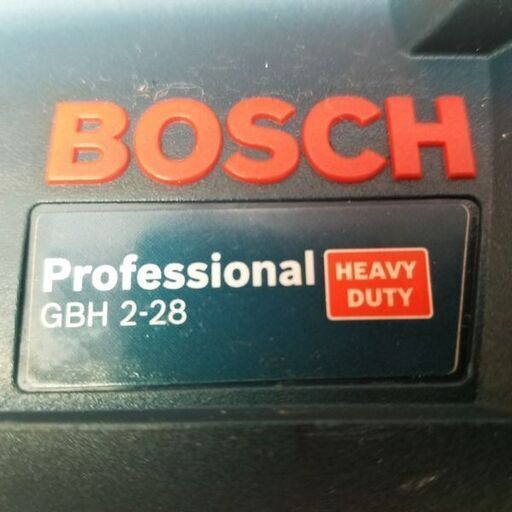 BOSCH
Professional
GBH 2-28
HEAVY
DUTY